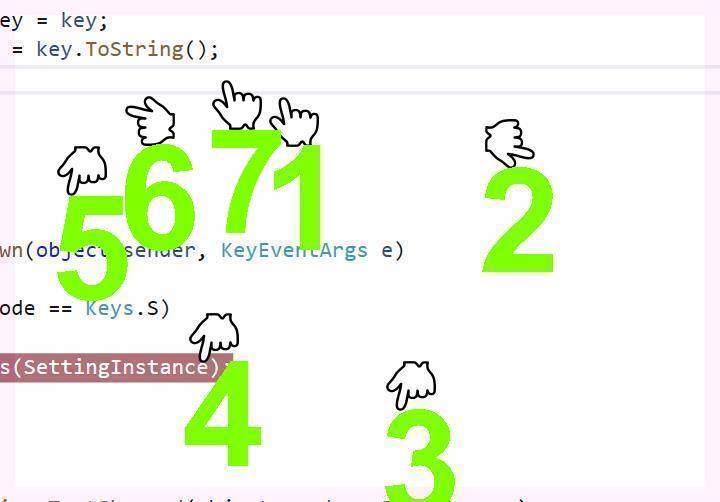 ey = key;
= key.ToString();
7
6 1
5 2
wn(object sender, KeyEventArgs e)
ode == Keys.S)
s(SettingInstance);
4
3